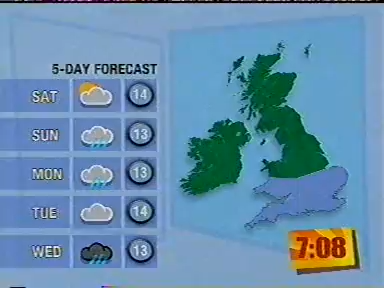 5-DAY FORECAST
SAT 14
SUN 13
MON 13
TUE 14
WED 13
7:08